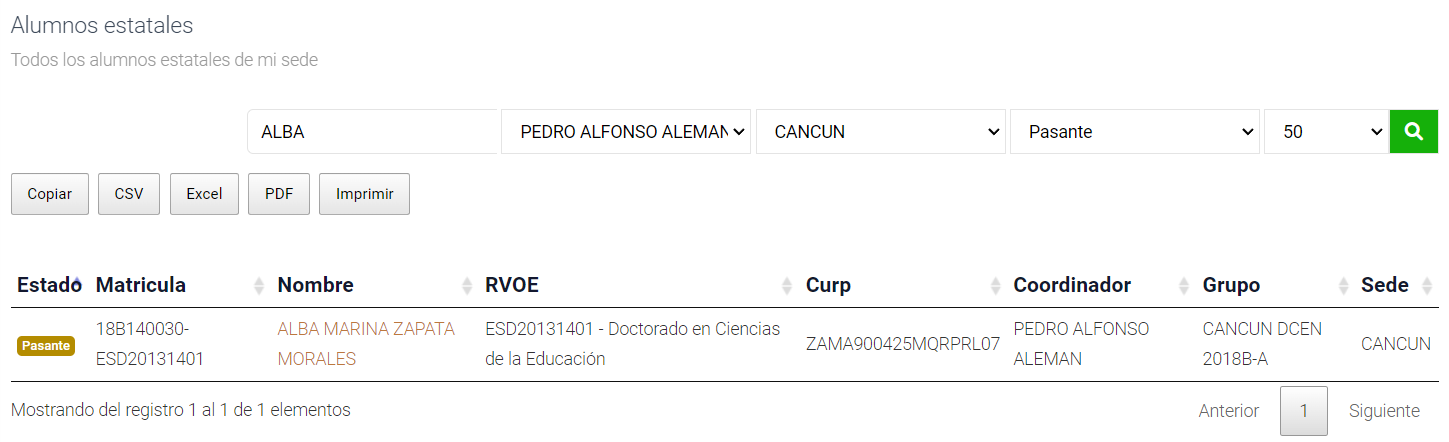 Alumnos estatales
Todos los alumnos estatales de mi sede
ALBA PEDRO ALFONSO ALEMAN CANCUN Pasante 50
Copiar CSV Excel PDF Imprimir
Estado Matricula Nombre RVOE Curp Coordinador Grupo Sede
18B140030- ALBA MARINA ZAPATA ESD20131401 - Doctorado en Ciencias PEDRO ALFONSO CANCUN DCEN
Pasante ZAMA900425MQRPRL07 CANCUN
ESD20131401 MORALES de la Educación ALEMAN 2018B-A
Mostrando del registro 1 al 1 de 1 elementos Anterior 1 Siguiente